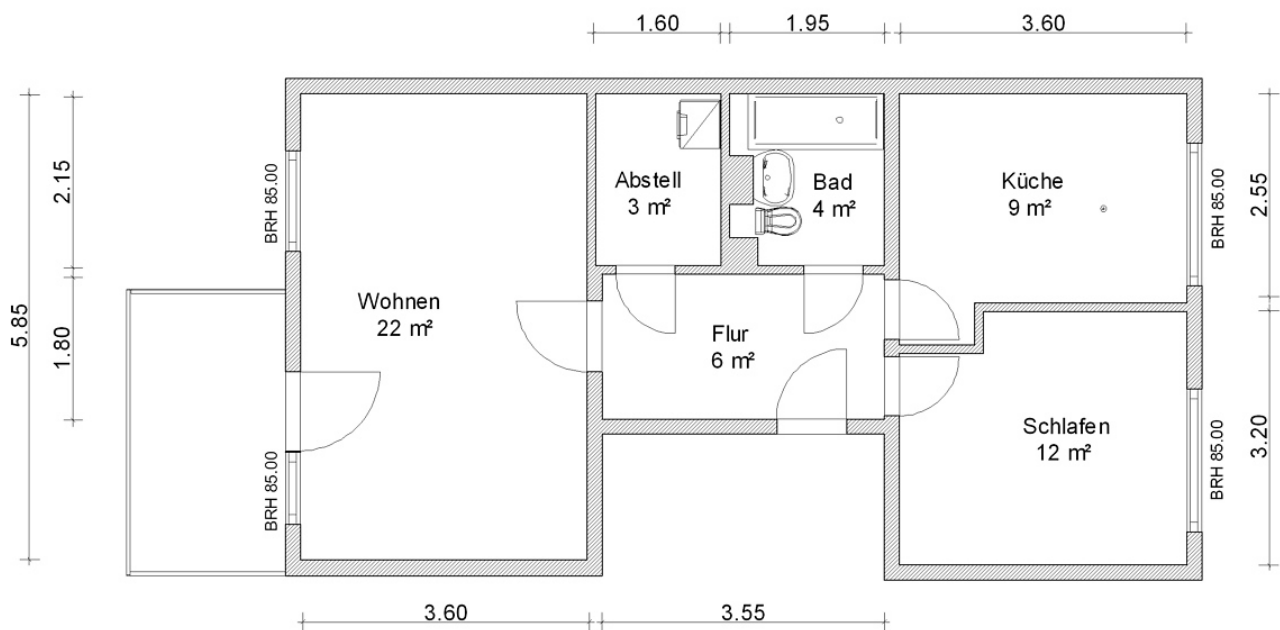 1.60
1.95
3.60
5.85
2.15
1.80
BRH 85.00
BRH 85.00
Wohnen
22 m²
Abstell
3 m²
Bad
4 m²
Küche
9 m²
Flur
6 m²
Schlafen
12 m²
BRH 85.00
BRH 85.00
2.55
3.20
3.60
3.55